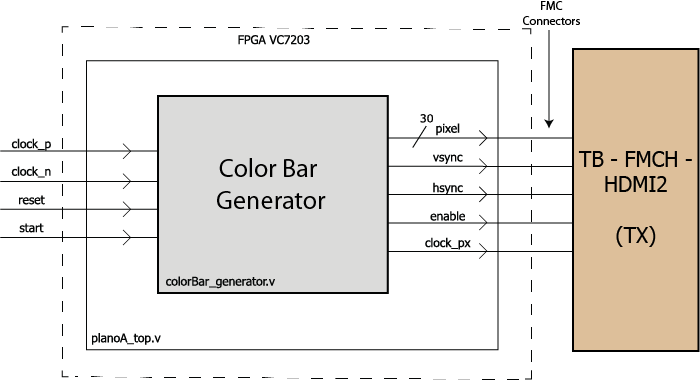 FMC
Connectors
FPGA VC7203
clock_p
clock_n
reset
start
Color Bar
Generator
colorBar_generator.v
planoA_top.v
30
pixel
vsync
hsync
enable
clock_px
TB - FMCH -
HDMI2
(TX)